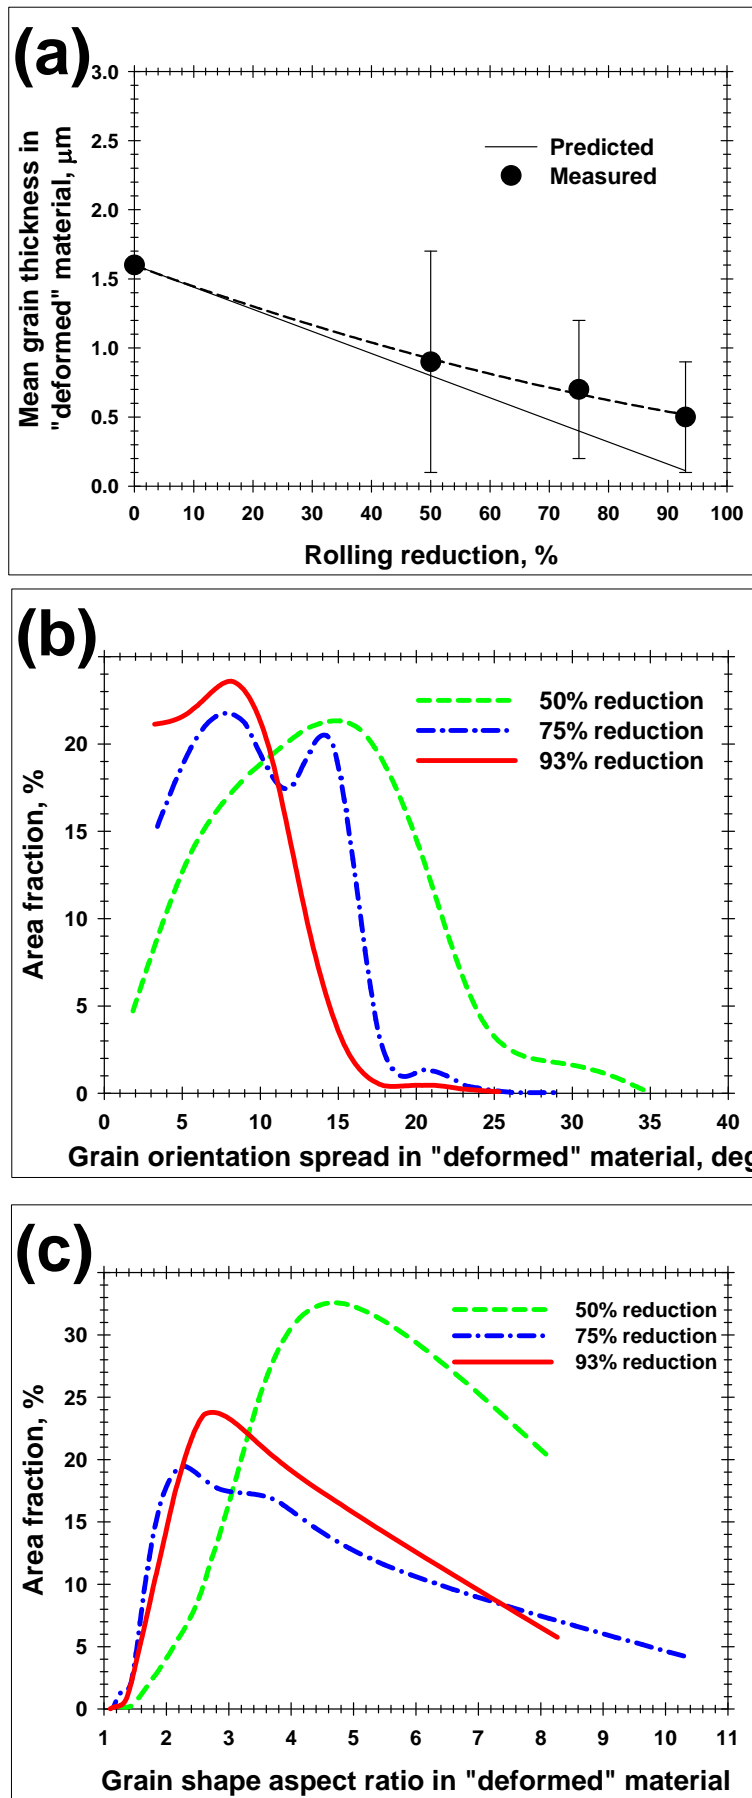 (a)
Mean grain thickness in
"deformed" material, μm
3.0
2.5
2.0
1.5
1.0
0.5
0.0
Predicted
Measured
0 10 20 30 40 50 60 70 80 90 100
Rolling reduction, %
(b)
Area fraction, %
20
15
10
5
0
50% reduction
75% reduction
93% reduction
0 5 10 15 20 25 30 35 40
Grain orientation spread in "deformed" material, deg
(c)
Area fraction, %
30
25
20
15
10
5
0
50% reduction
75% reduction
93% reduction
1 2 3 4 5 6 7 8 9 10 11
Grain shape aspect ratio in "deformed" material